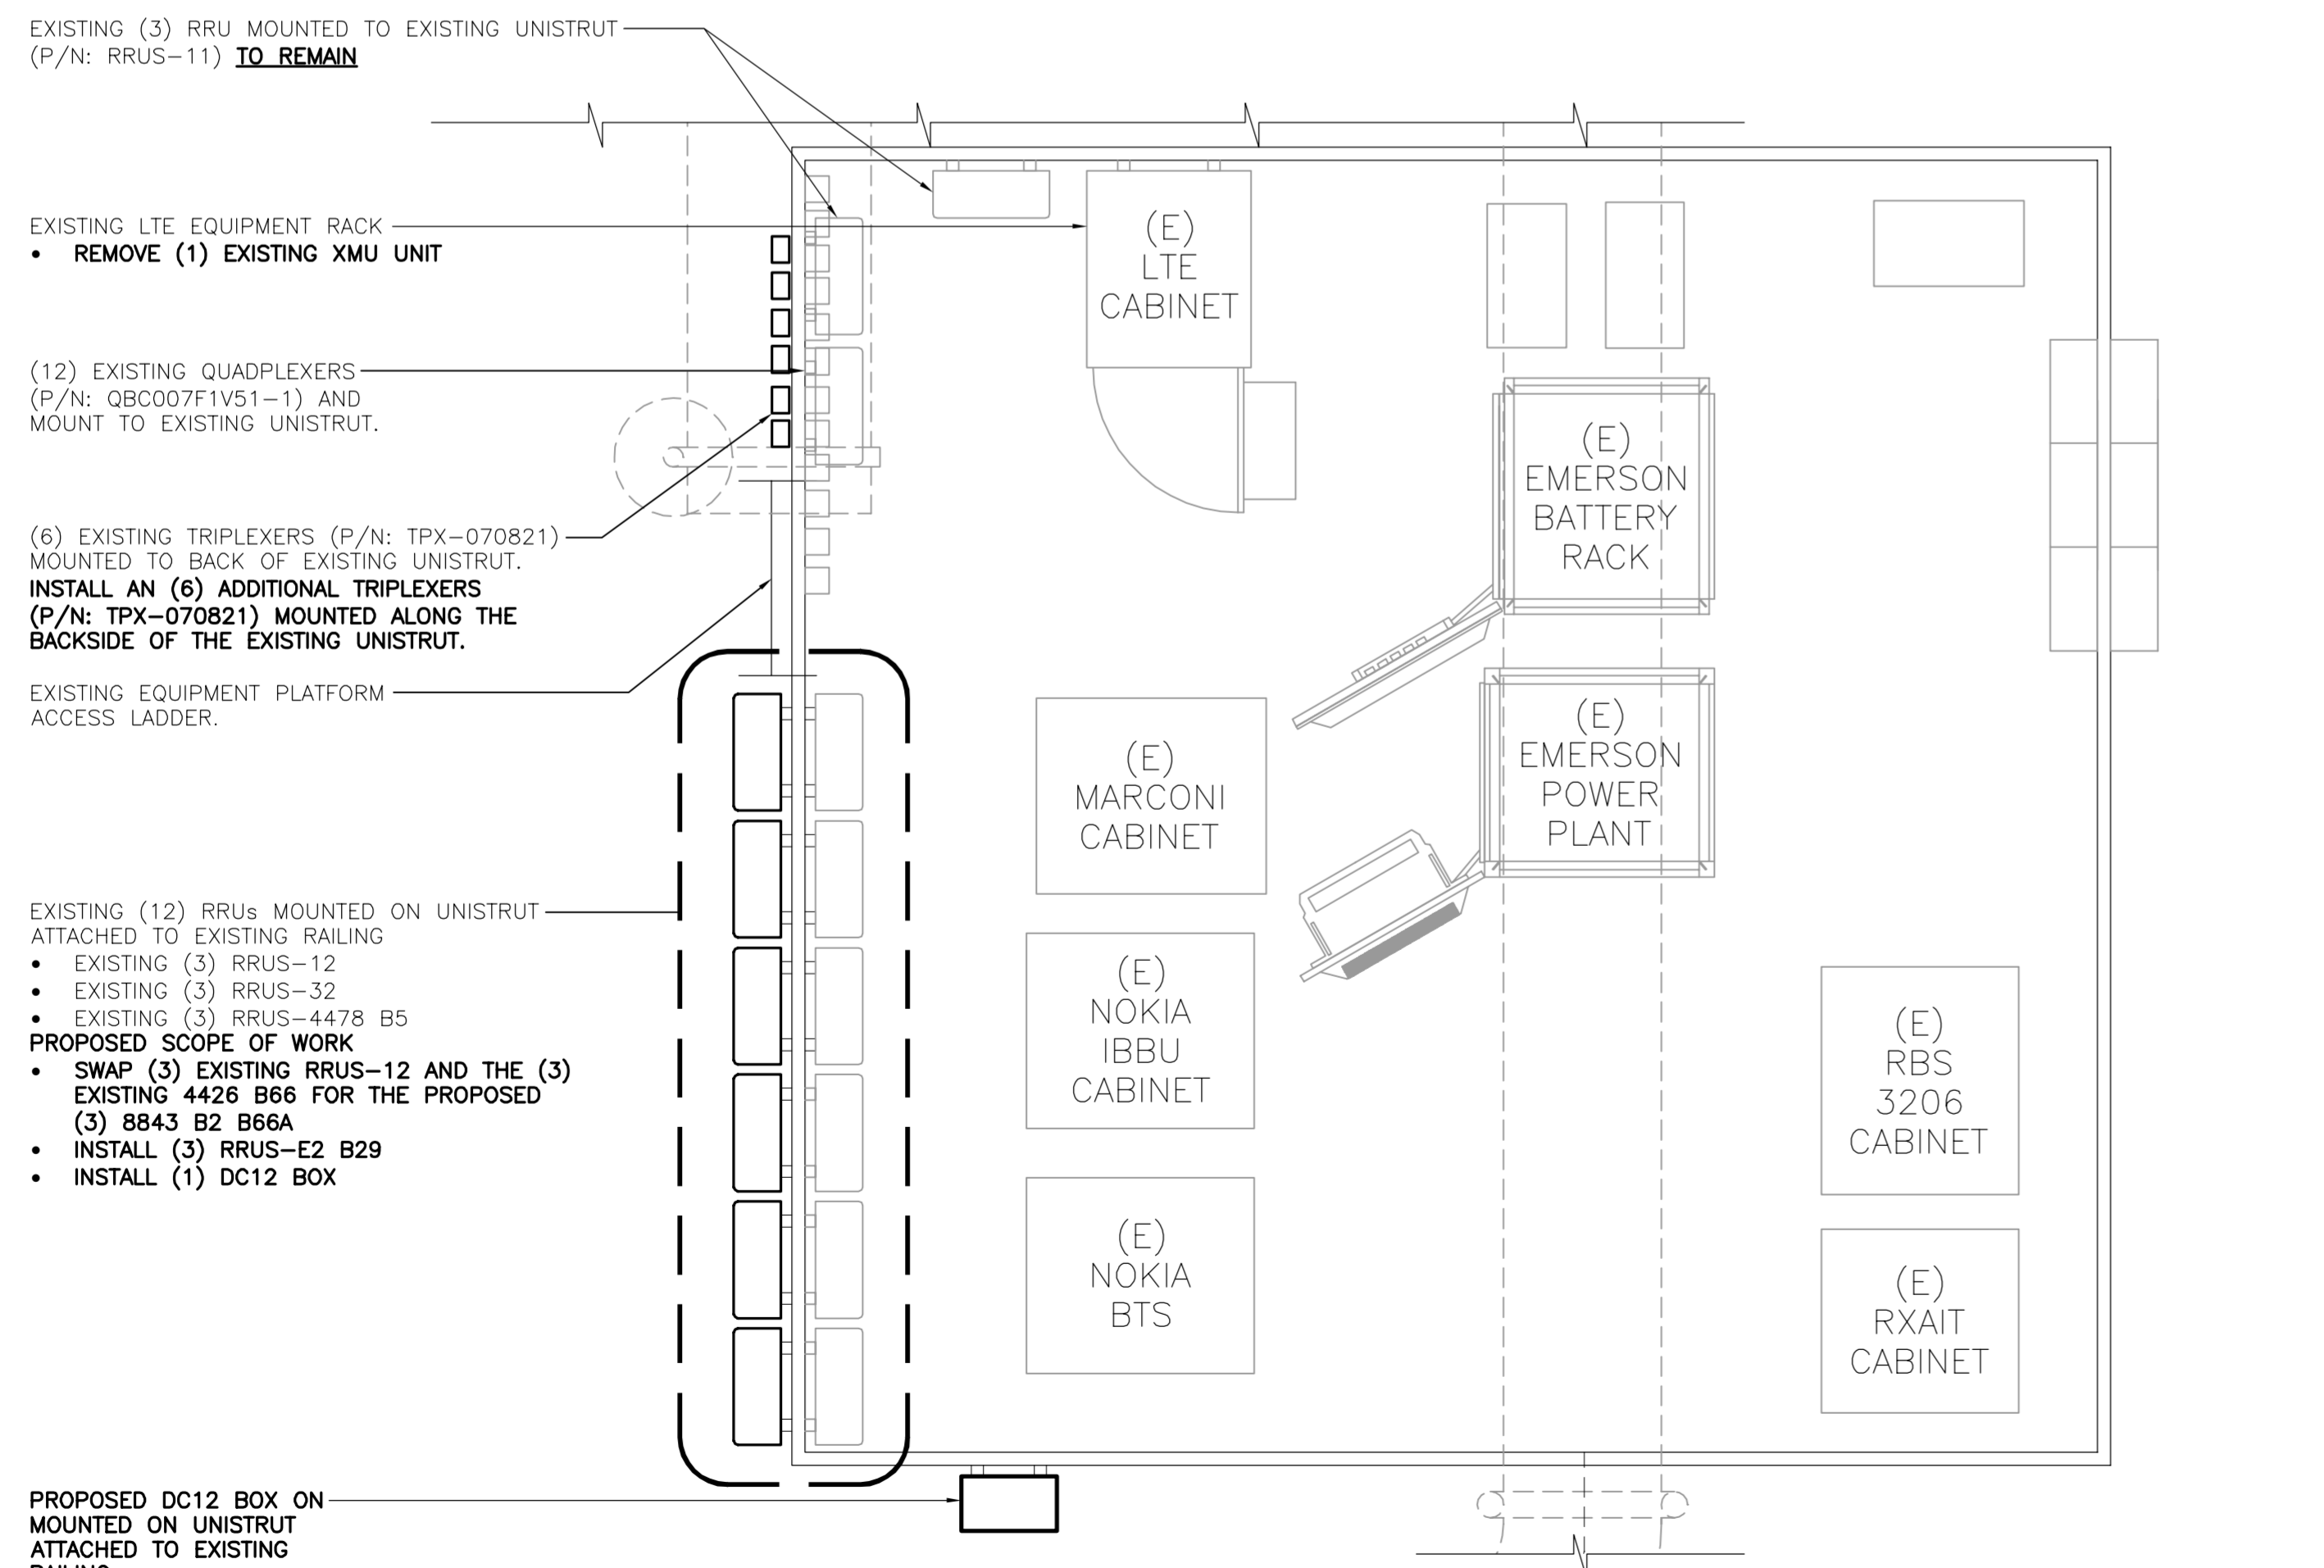 EXISTING (3) RRU MOUNTED TO EXISTING UNISTRUT
(P/N: RRUS-11) TO REMAIN
EXISTING LTE EQUIPMENT RACK
• REMOVE (1) EXISTING XMU UNIT
(12) EXISTING QUADPLEXERS
(P/N: QBC007F1V51-1) AND
MOUNT TO EXISTING UNISTRUT.
(6) EXISTING TRIPLEXERS (P/N: TPX-070821)
MOUNTED TO BACK OF EXISTING UNISTRUT.
INSTALL AN (6) ADDITIONAL TRIPLEXERS
(P/N: TPX-070821) MOUNTED ALONG THE
BACKSIDE OF THE EXISTING UNISTRUT.
EXISTING EQUIPMENT PLATFORM
ACCESS LADDER.
EXISTING (12) RRUs MOUNTED ON UNISTRUT
ATTACHED TO EXISTING RAILING
• EXISTING (3) RRUS-12
• EXISTING (3) RRUS-32
• EXISTING (3) RRUS-4478 B5
PROPOSED SCOPE OF WORK
• SWAP (3) EXISTING RRUS-12 AND THE (3)
EXISTING 4426 B66 FOR THE PROPOSED
(3) 8843 B2 B66A
• INSTALL (3) RRUS-E2 B29
• INSTALL (1) DC12 BOX
PROPOSED DC12 BOX ON
MOUNTED ON UNISTRUT
ATTACHED TO EXISTING
(E)
LTE
CABINET
(E)
EMERSON
BATTERY
RACK
(E)
EMERSON
POWER
PLANT
(E)
MARCONI
CABINET
(E)
NOKIA
IBBU
CABINET
(E)
NOKIA
BTS
(E)
RBS
3206
CABINET
(E)
RXAIT
CABINET